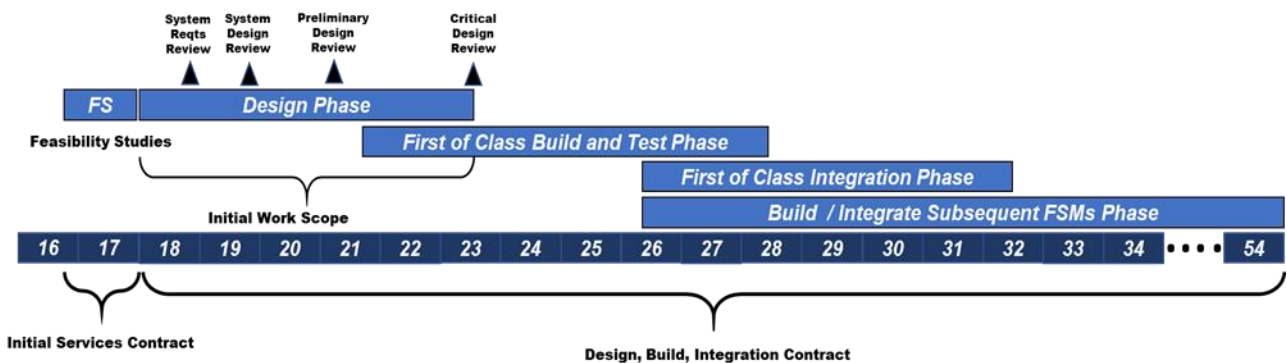 System
Reqts
Review
System
Design
Review
Preliminary
Design
Review
Critical
Design
Review
FS
Design Phase
Feasibility Studies
First of Class Build and Test Phase
First of Class Integration Phase
Initial Work Scope
Build / Integrate Subsequent FSMs Phase
16 17 18 19 20 21 22 23 24 25 26 27 28 29 30 31 32 33 34 •••• 54
Initial Services Contract
Design, Build, Integration Contract